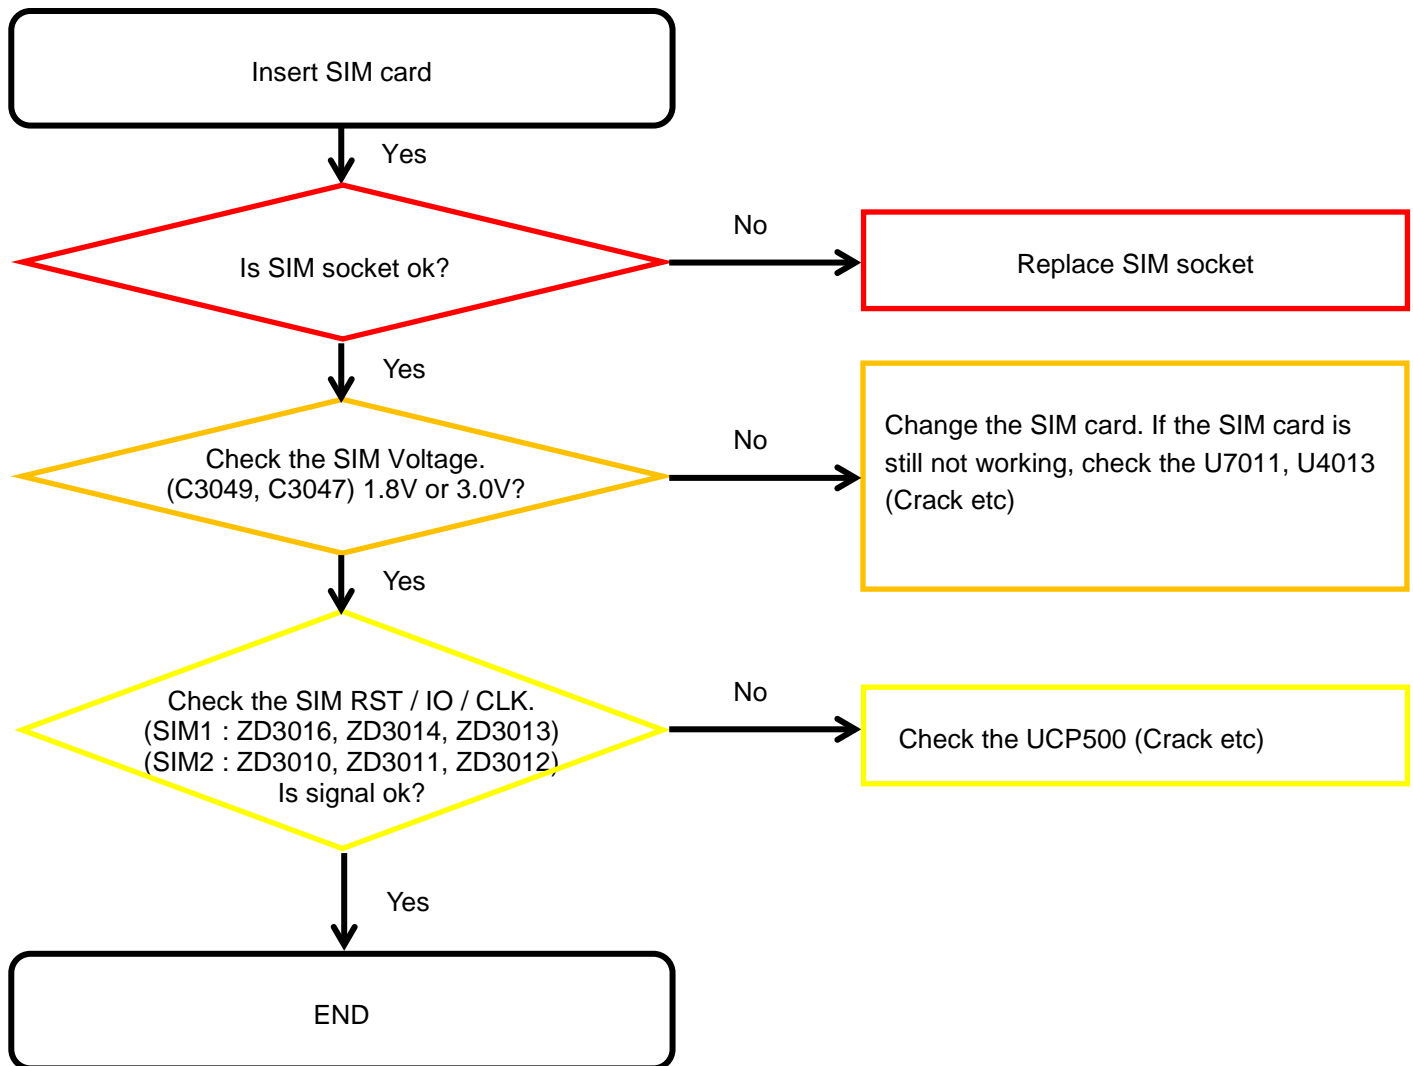 Insert SIM card
Yes
Is SIM socket ok?
No
Replace SIM socket
Yes
Check the SIM Voltage.
(C3049, C3047) 1.8V or 3.0V?
No
Change the SIM card. If the SIM card is
still not working, check the U7011, U4013
(Crack etc)
Yes
Check the SIM RST / IO / CLK.
(SIM1 : ZD3016, ZD3014, ZD3013)
(SIM2 : ZD3010, ZD3011, ZD3012)
Is signal ok?
No
Check the UCP500 (Crack etc)
Yes
END